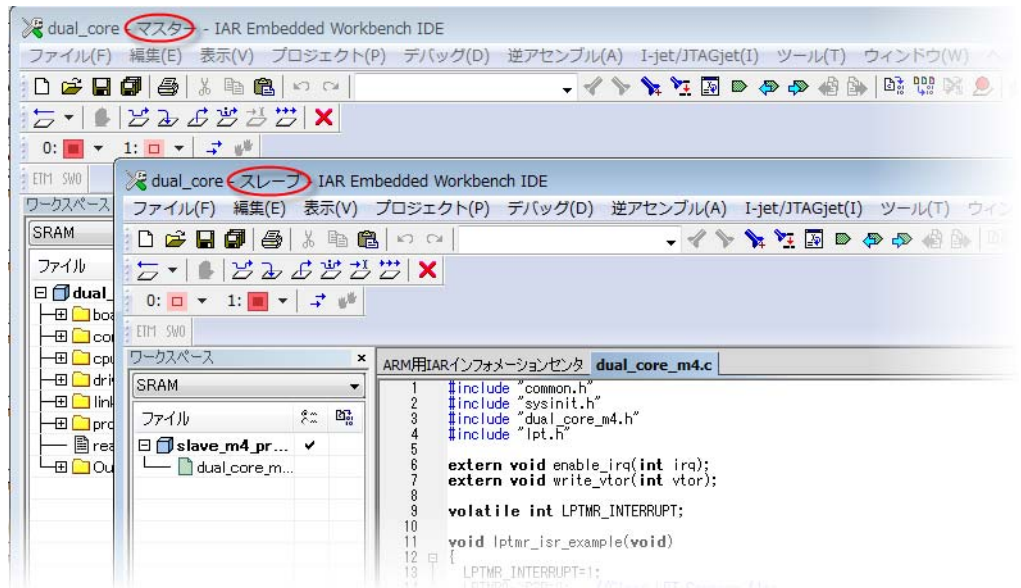 dual_core - マスター - IAR Embedded Workbench IDE
ファイル(F) 編集(E) 表示(V) プロジェクト(P) デバッグ(D) 逆アセンブル(A) I-jet/JTAGjet(I) ツール(T) ウィンドウ(W)
0: 1:
ETM SWO
ワークスペース
SRAM
ファイル
dual_
boa
co
cpu
dri
link
pro
rea
Ou
dual_core - スレーブ - IAR Embedded Workbench IDE
ファイル(F) 編集(E) 表示(V) プロジェクト(P) デバッグ(D) 逆アセンブル(A) I-jet/JTAGjet(I) ツール(T)
0: 1:
ETM SWO
ワークスペース ×
SRAM
ファイル
slave_m4_pr... ✔
dual_core_m...
ARM用IARインフォメーションセンタ dual_core_m4.c
1 #include "common.h"
2 #include "sysinit.h"
3 #include "dual_core_m4.h"
4 #include "lpt.h"
5
6 extern void enable_irq(int irq);
7 extern void write_vtor(int vtor);
8
9 volatile int LPTMR_INTERRUPT;
10
11 void lptmr_isr_example(void)
12 {
13 LPTMR_INTERRUPT=1;